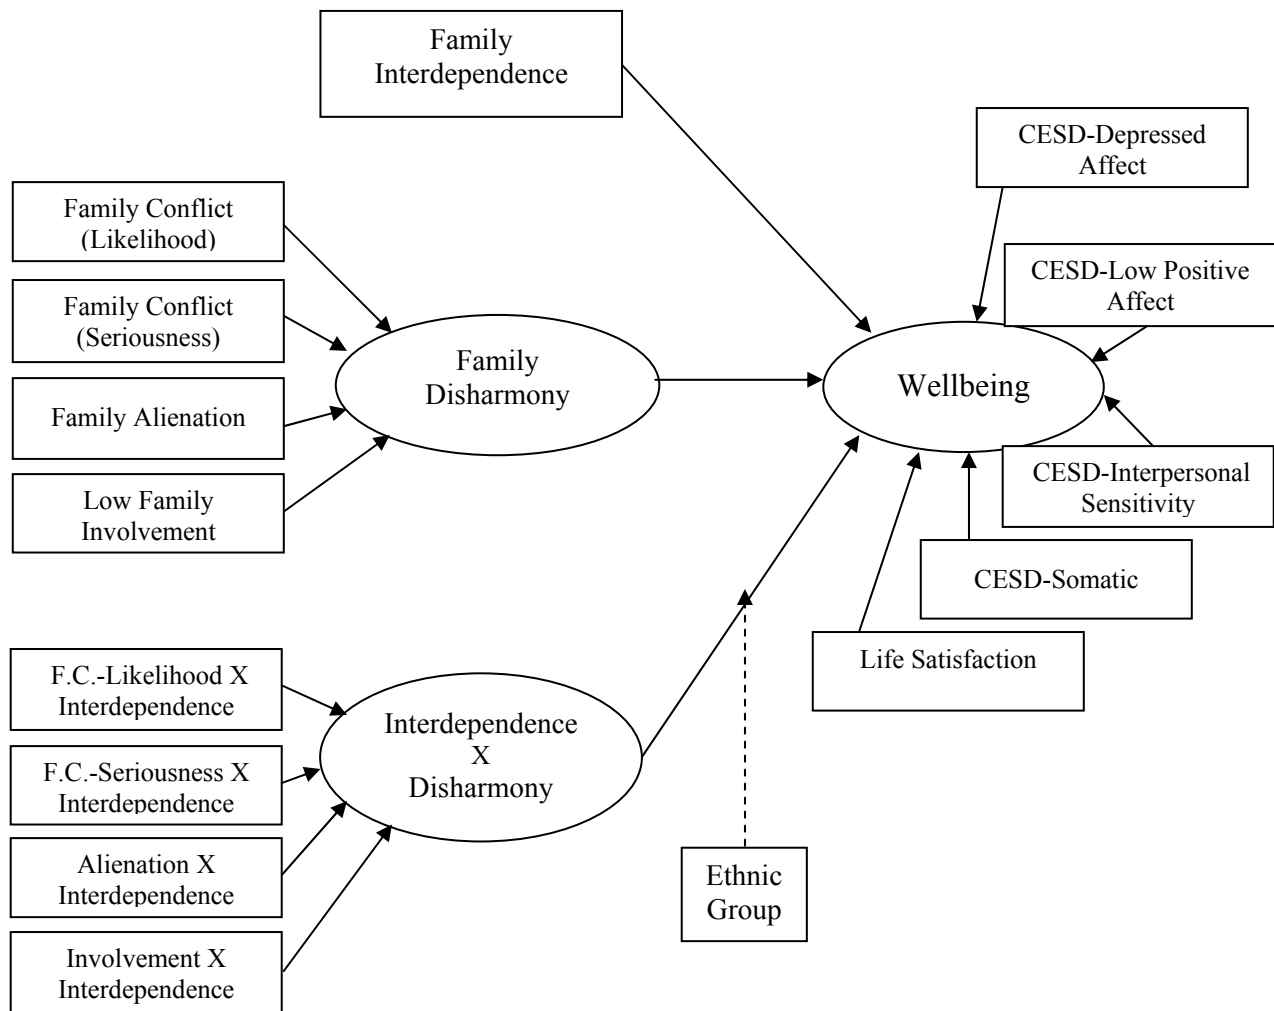 Family
Interdependence
CESD-Depressed
Affect
Family Conflict
(Likelihood)
CESD-Low Positive
Affect
Family Conflict
(Seriousness)
Family
Disharmony
Wellbeing
Family Alienation
CESD-Interpersonal
Sensitivity
Low Family
Involvement
CESD-Somatic
Life Satisfaction
F.C.-Likelihood X
Interdependence
Interdependence
X
Disharmony
F.C.-Seriousness X
Interdependence
Alienation X
Interdependence
Ethnic
Group
Involvement X
Interdependence